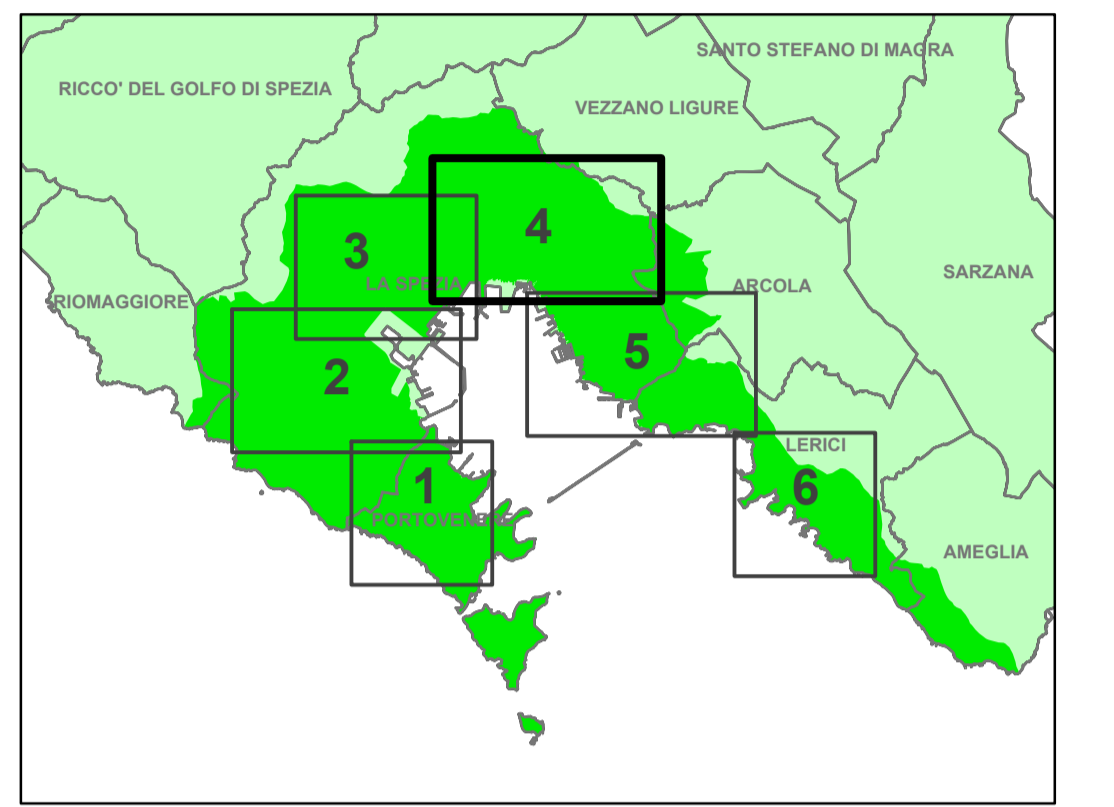 SANTO STEFANO DI MAGRA
RICCO' DEL GOLFO DI SPEZIA
VEZZANO LIGURE
4
3
SARZANA
LA SPEZIA
ARCOLA
RIOMAGGIORE
5
2
LERICI
1
6
PORTOVENERE
AMEGLIA